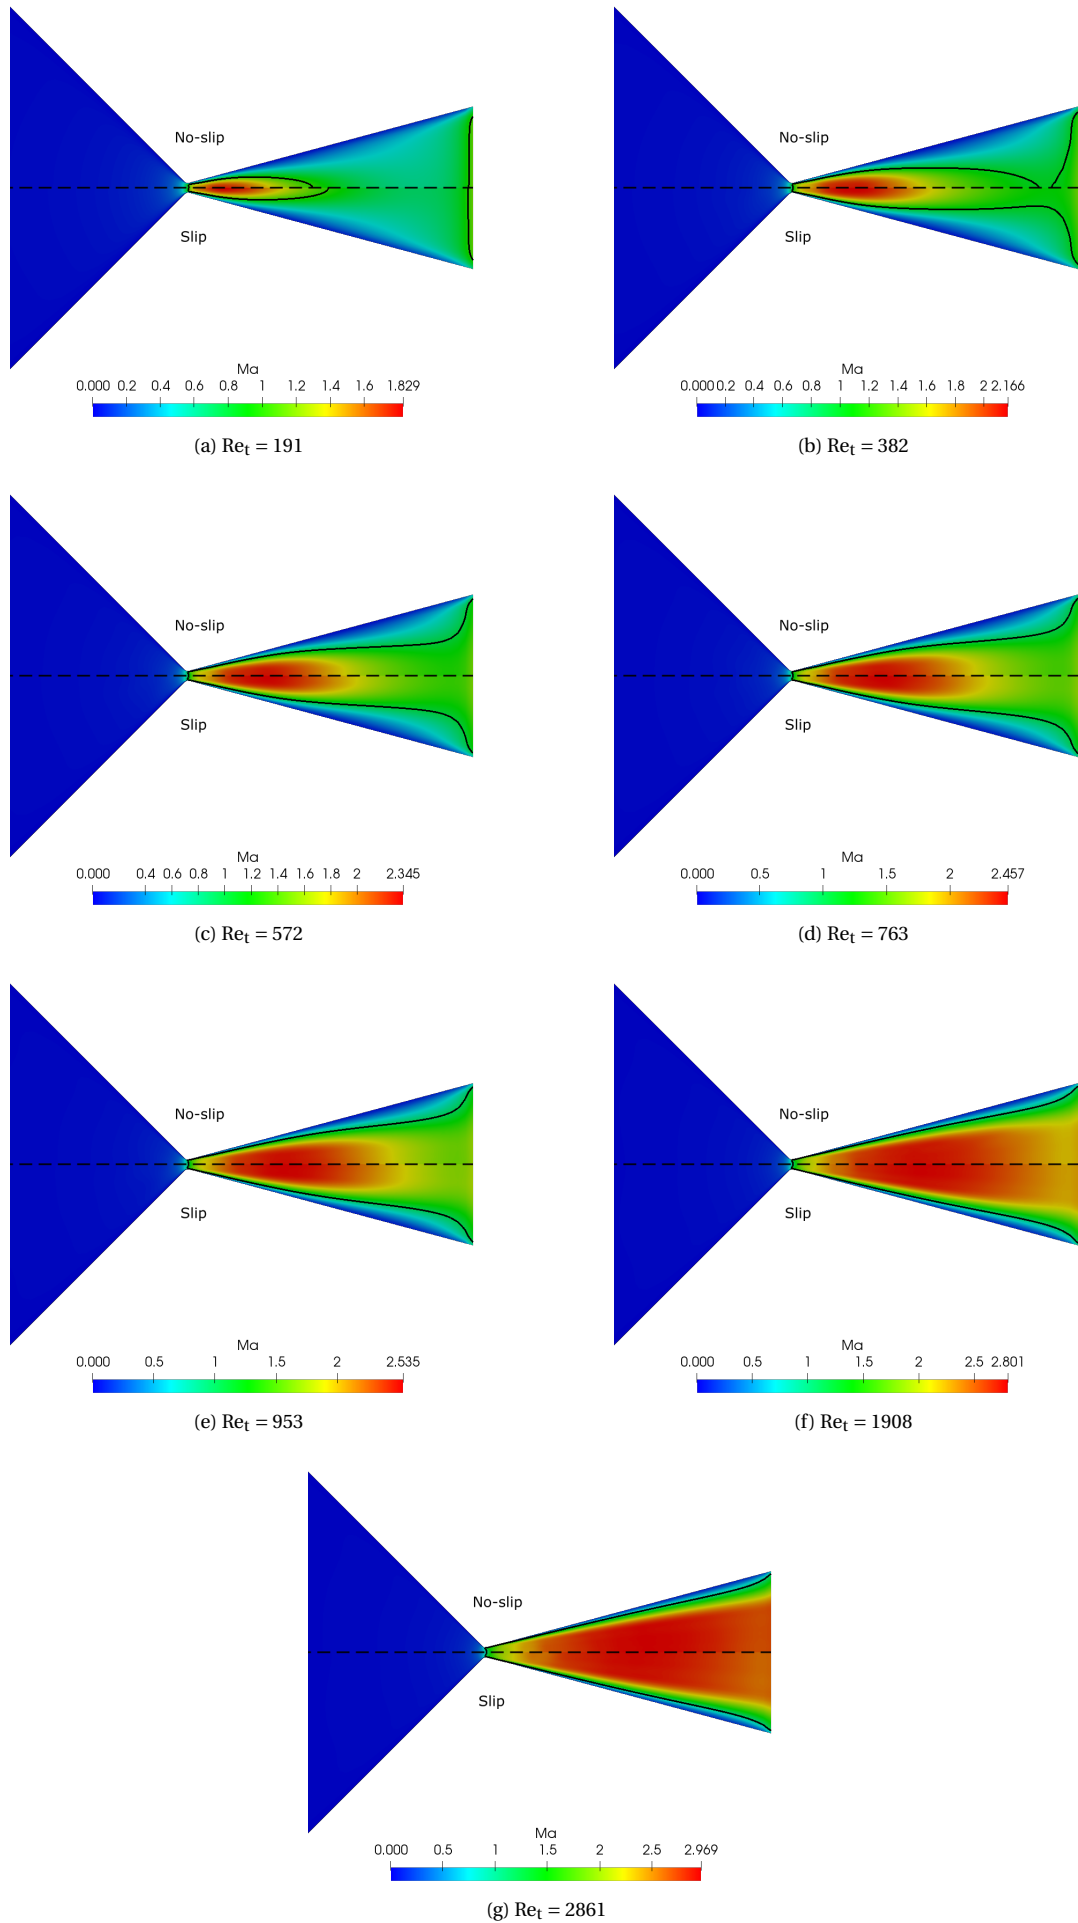 No-slip
Slip
Ma
0.000 0.2 0.4 0.6 0.8 1 1.2 1.4 1.6 1.829
(a) Ret = 191
No-slip
Slip
Ma
0.000 0.2 0.4 0.6 0.8 1 1.2 1.4 1.6 1.8 2 2.166
(b) Ret = 382
No-slip
Slip
Ma
0.000 0.4 0.6 0.8 1 1.2 1.4 1.6 1.8 2 2.345
(c) Ret = 572
No-slip
Slip
Ma
0.000 0.5 1 1.5 2 2.457
(d) Ret = 763
No-slip
Slip
Ma
0.000 0.5 1 1.5 2 2.535
(e) Ret = 953
No-slip
Slip
Ma
0.000 0.5 1 1.5 2 2.5 2.801
(f) Ret = 1908
No-slip
Slip
Ma
0.000 0.5 1 1.5 2 2.5 2.969
(g) Ret = 2861